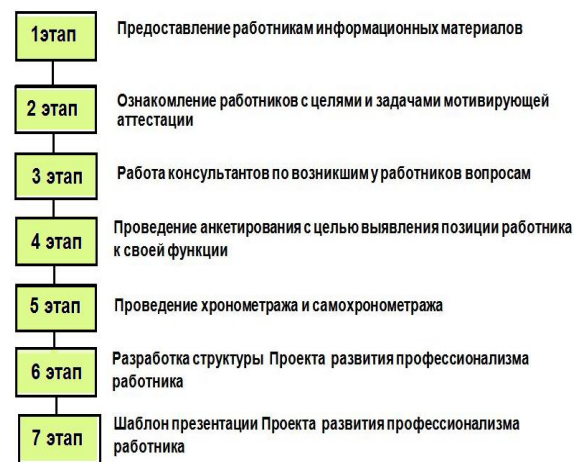 1этап
Предоставление работникам информационных материалов
2 этап
Ознакомление работников с целями и задачами мотивирующей
аттестации
3 этап
Работа консультантов по возникшим у работников вопросам
4 этап
Проведение анкетирования с целью выявления позиции работника
к своей функции
5 этап
Проведение хронометража и самохронометража
6 этап
Разработка структуры Проекта развития профессионализма
работника
7 этап
Шаблон презентации Проекта развития профессионализма
работника